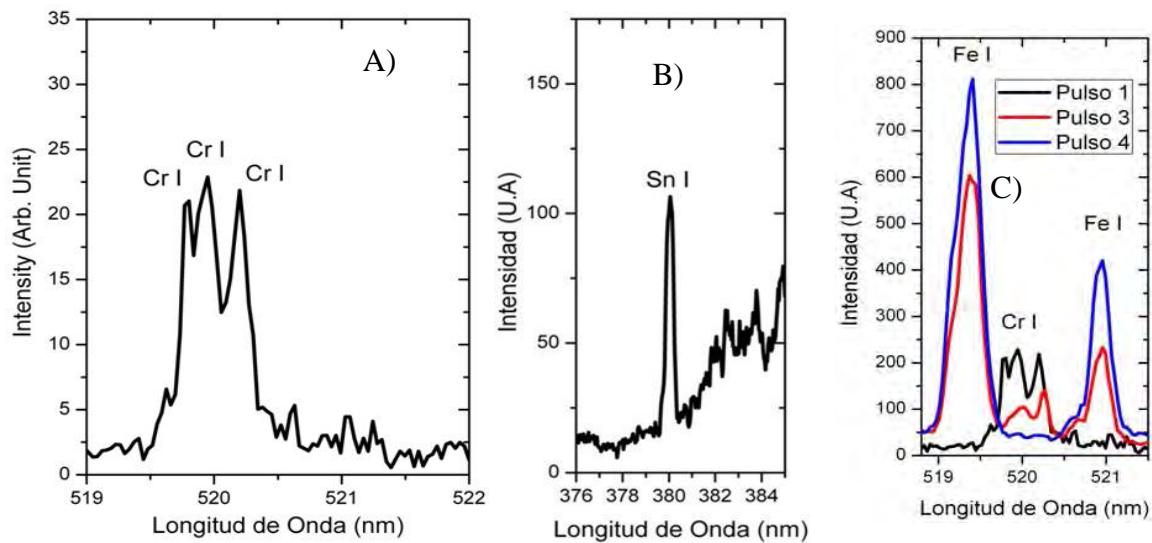 A)
35
30
25
20
15
10
5
0
Intensity (Arb. Unit)
Cr I
Cr I
Cr I
519
520
521
522
Longitud de Onda (nm)
B)
150
100
50
0
Intensidad (U.A)
Sn I
376
378
380
382
384
Longitud de Onda (nm)
C)
900
800
700
600
500
400
300
200
100
0
Intensidad (U.A)
Fe I
Pulso 1
Pulso 3
Pulso 4
Cr I
Fe I
519
520
521
Longitud de Onda (nm)